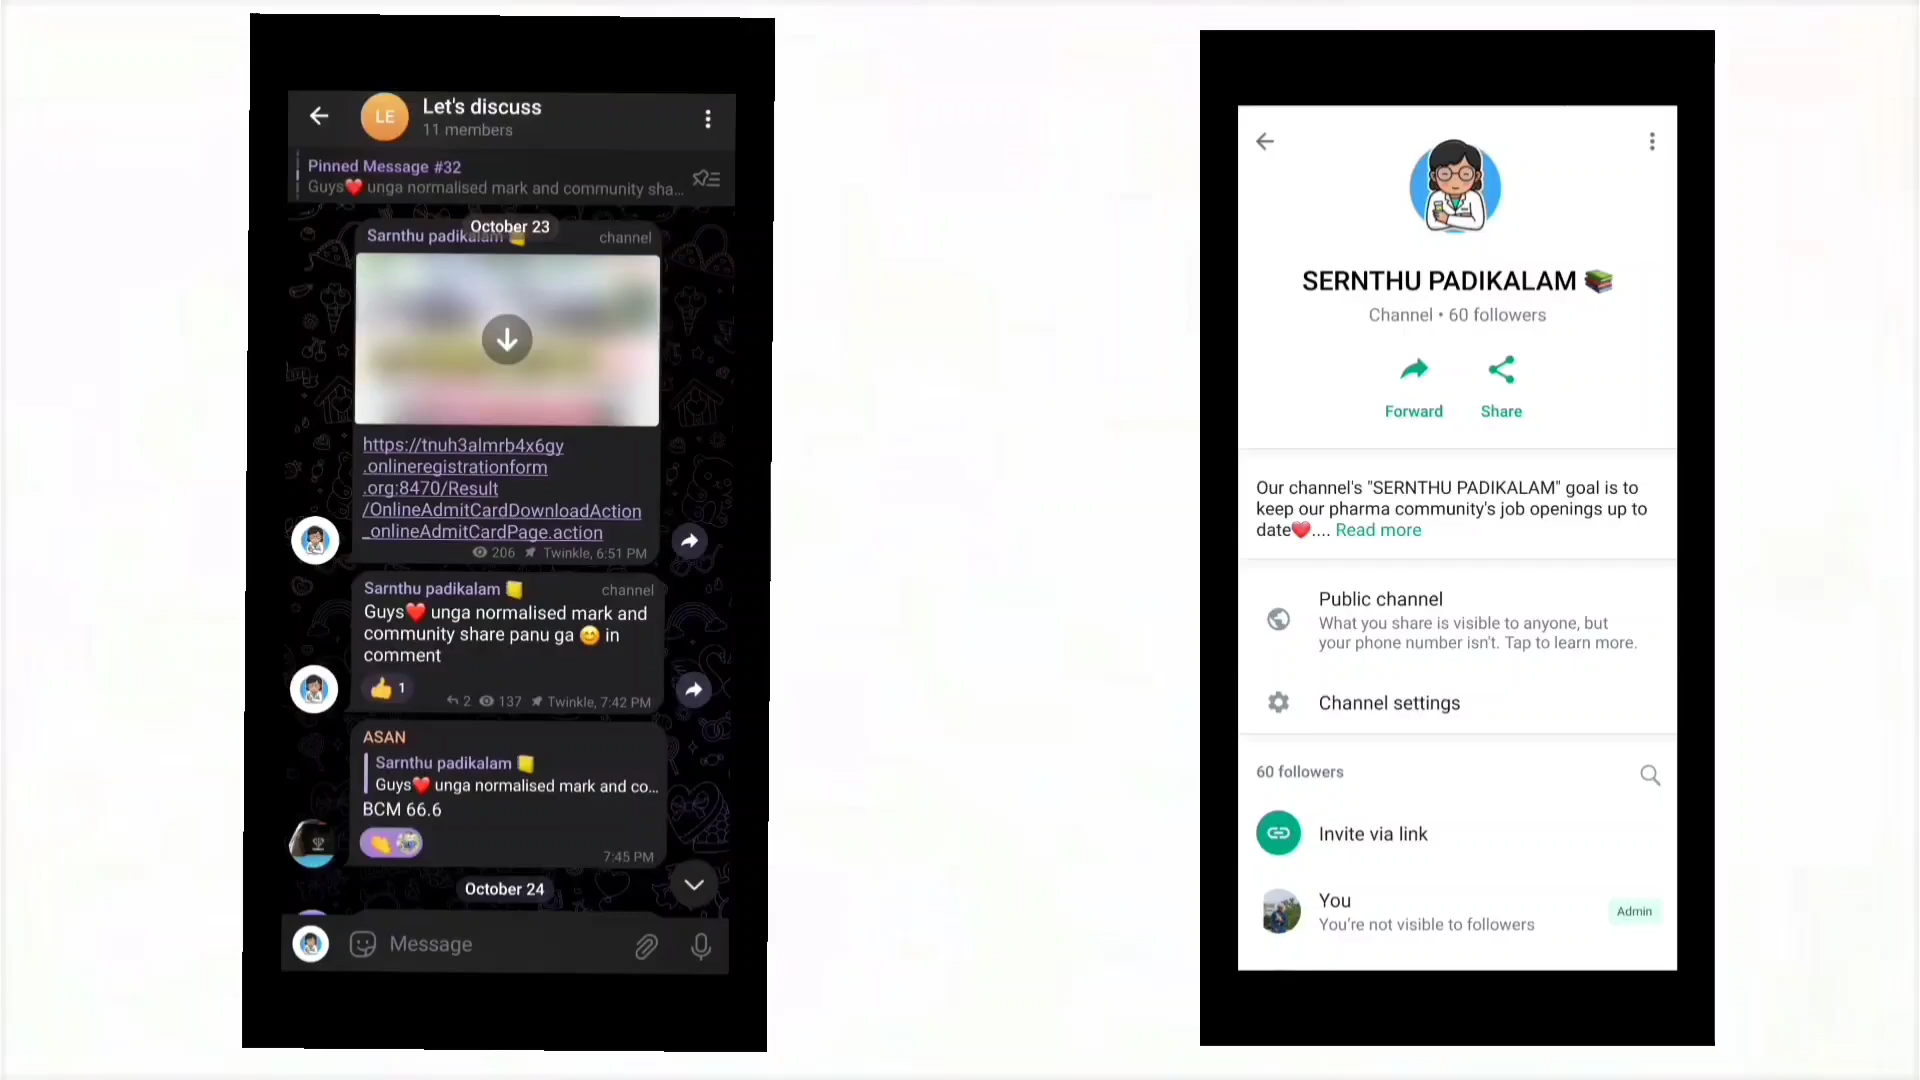 LE
Let's discuss
11 members
Pinned Message #32
Guys❤️ unga normalised mark and community sha...
October 23
Sarnthu padikalam 📒
channel
https://tnuh3almrb4x6gy
.onlineregistrationform
.org:8470/Result
/OnlineAdmitCardDownloadAction
_onlineAdmitCardPage.action
206 Twinkle, 6:51 PM
Sarnthu padikalam 📒
channel
Guys❤️ unga normalised mark and
community share panu ga 😊 in
comment
👍 1
2 137 Twinkle, 7:42 PM
ASAN
Sarnthu padikalam 📒
Guys❤️ unga normalised mark and co...
BCM 66.6
7:45 PM
October 24
Message
SERNTHU PADIKALAM 📚
Channel • 60 followers
Forward
Share
Our channel's "SERNTHU PADIKALAM" goal is to
keep our pharma community's job openings up to
date❤️.... Read more
Public channel
What you share is visible to anyone, but
your phone number isn't. Tap to learn more.
Channel settings
60 followers
Invite via link
You
Admin
You're not visible to followers